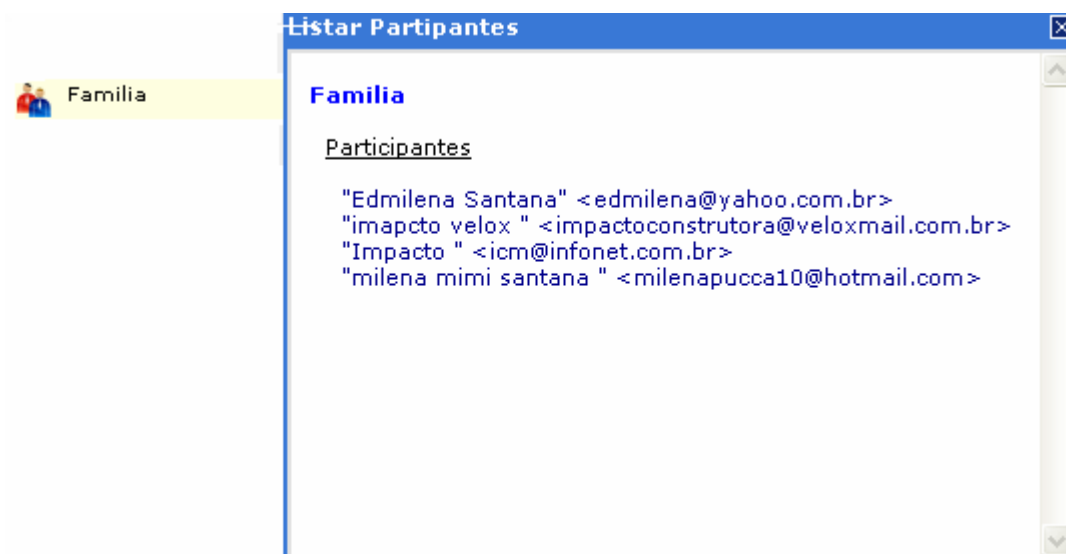 Listar Partipantes
Familia
Familia
Participantes
"Edmilena Santana" <edmilena@yahoo.com.br>
"imapcto velox " <impactoconstrutora@veloxmail.com.br>
"Impacto " <icm@infonet.com.br>
"milena mimi santana " <milenapucca10@hotmail.com>